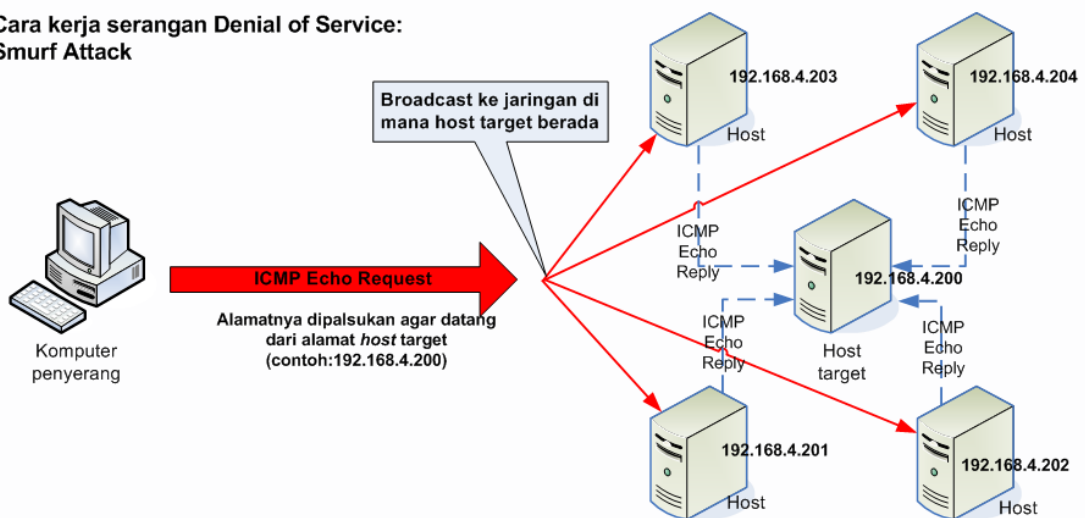 Cara kerja serangan Denial of Service:
Smurf Attack
Broadcast ke jaringan di
mana host target berada
192.168.4.203
Host
192.168.4.204
Host
ICMP
Echo
Reply
ICMP
Echo
Reply
ICMP Echo Request
Alamatnya dipalsukan agar datang
dari alamat host target
(contoh:192.168.4.200)
Komputer
penyerang
192.168.4.200
Host
target
ICMP
Echo
Reply
ICMP
Echo
Reply
192.168.4.201
Host
192.168.4.202
Host